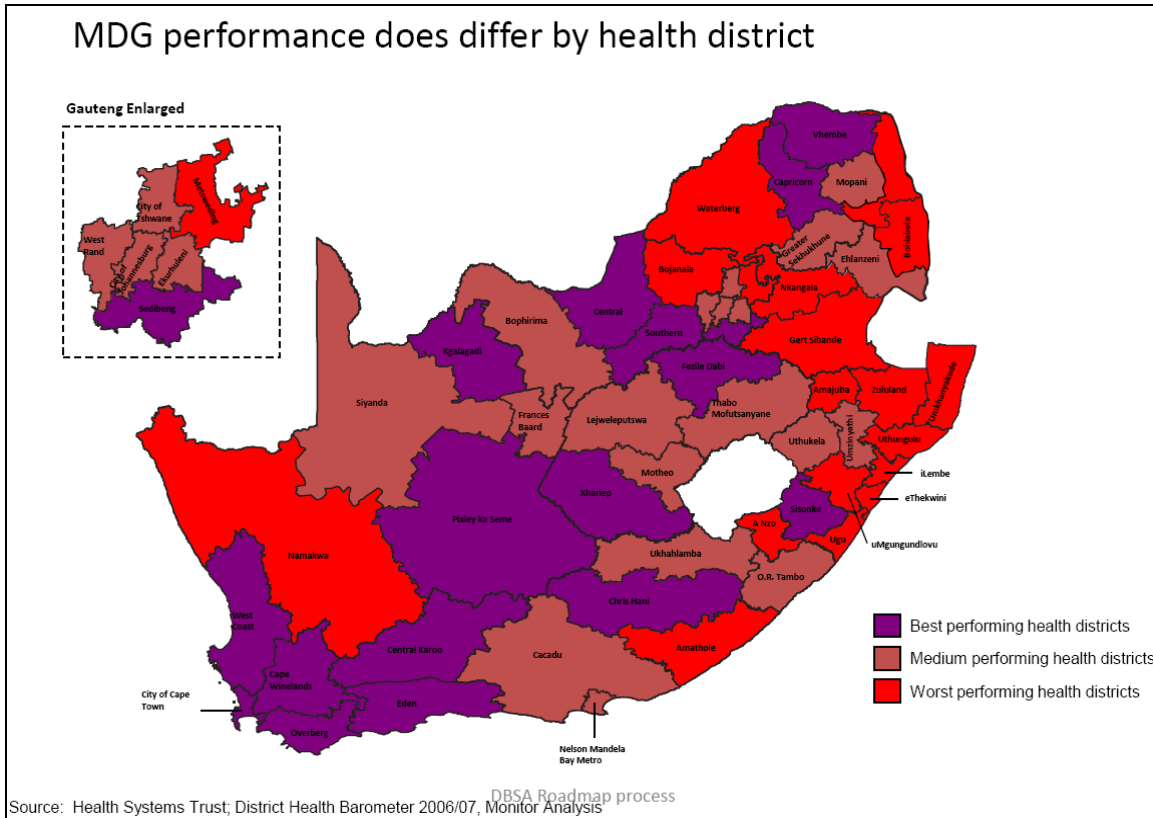 MDG performance does differ by health district
Gauteng Enlarged
City of
Tshwane
Metsweding
West
Rand
City of
Johannesburg
Ekurhuleni
Sedibeng
Vhembe
Capricorn
Mopani
Waterberg
Bohlabela
Greater
Sekhukhune
Ehlanzeni
Bojanala
Nkangala
Central
Bophirima
Southern
Kgalagadi
Gert Sibande
Fezile Dabi
Siyanda
Frances
Baard
Lejweleputswa
Thabo
Mofutsanyane
Amajuba
Zululand
Umkhanyakude
Uthukela
Umzinyathi
Uthungulu
Motheo
iLembe
Xhariep
eThekwini
Sisonke
Pixley ka Seme
A Nzo
Ugu
uMgungundlovu
Namakwa
Ukhahlamba
O.R. Tambo
Chris Hani
West
Coast
Amathole
Central Karoo
Cacadu
Cape
Winelands
City of Cape
Town
Eden
Overberg
Nelson Mandela
Bay Metro
Best performing health districts
Medium performing health districts
Worst performing health districts
DBSA Roadmap process
Source: Health Systems Trust; District Health Barometer 2006/07, Monitor Analysis